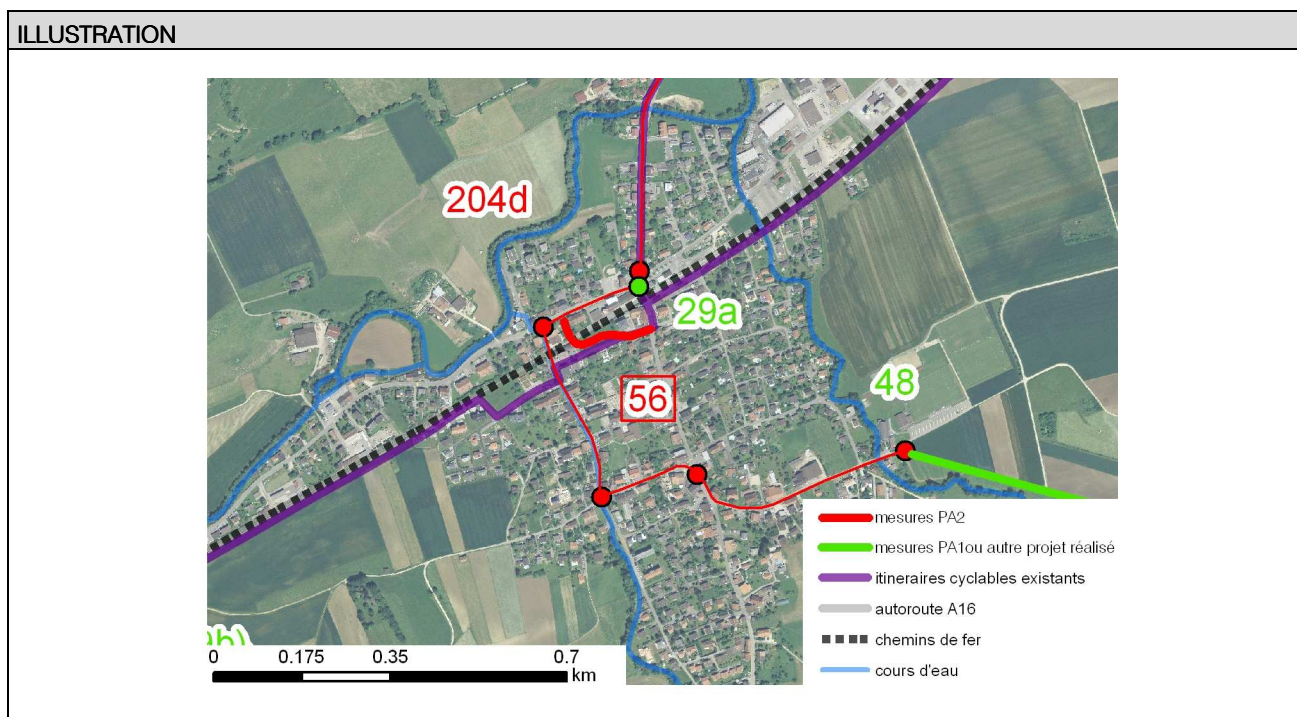 ILLUSTRATION
204d
29a
48
56
9b)
0 0.175 0.35 0.7
km
mesures PA2
mesures PA1ou autre projet réalisé
itineraires cyclables existants
autoroute A16
chemins de fer
cours d'eau